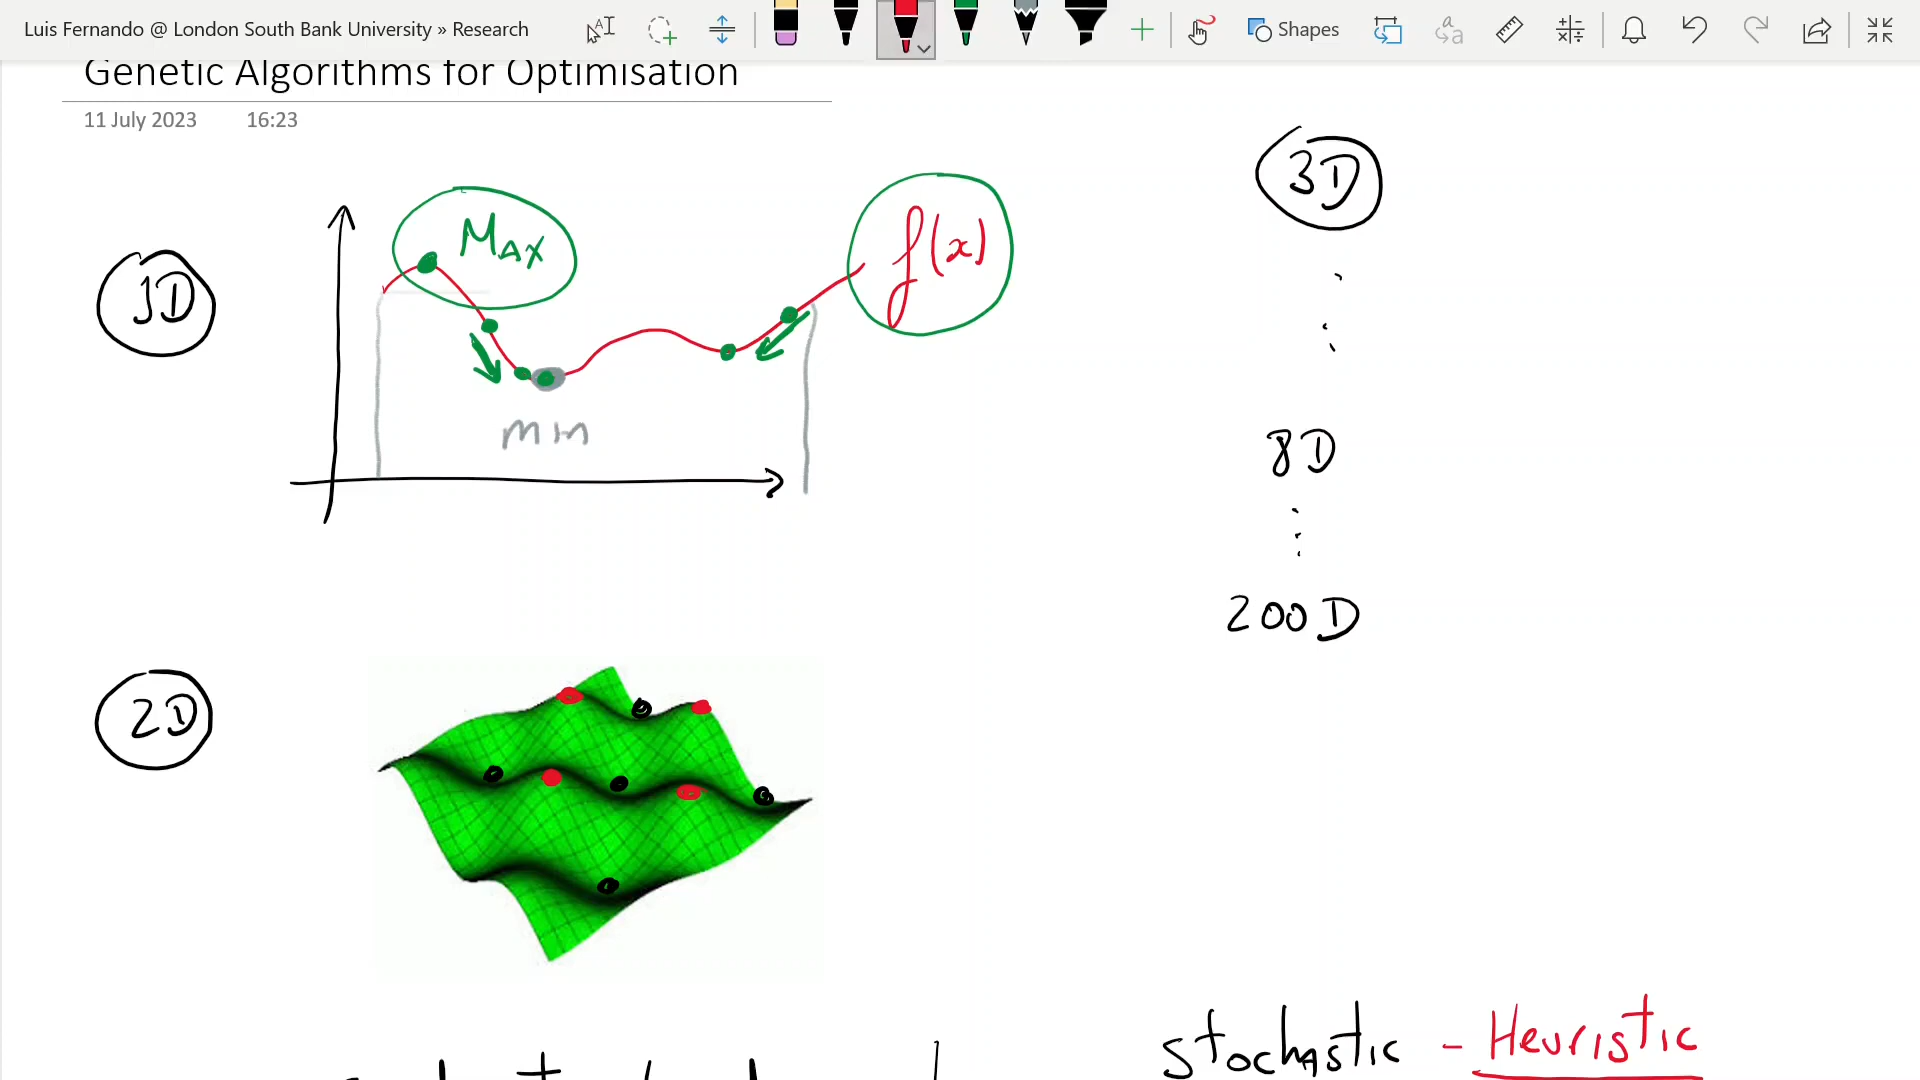 Luis Fernando @ London South Bank University » Research
Shapes
Genetic Algorithms for Optimisation
11 July 2023 16:23
1D
Max
f(x)
min
3D
8D
200D
2D
stochastic - Heuristic